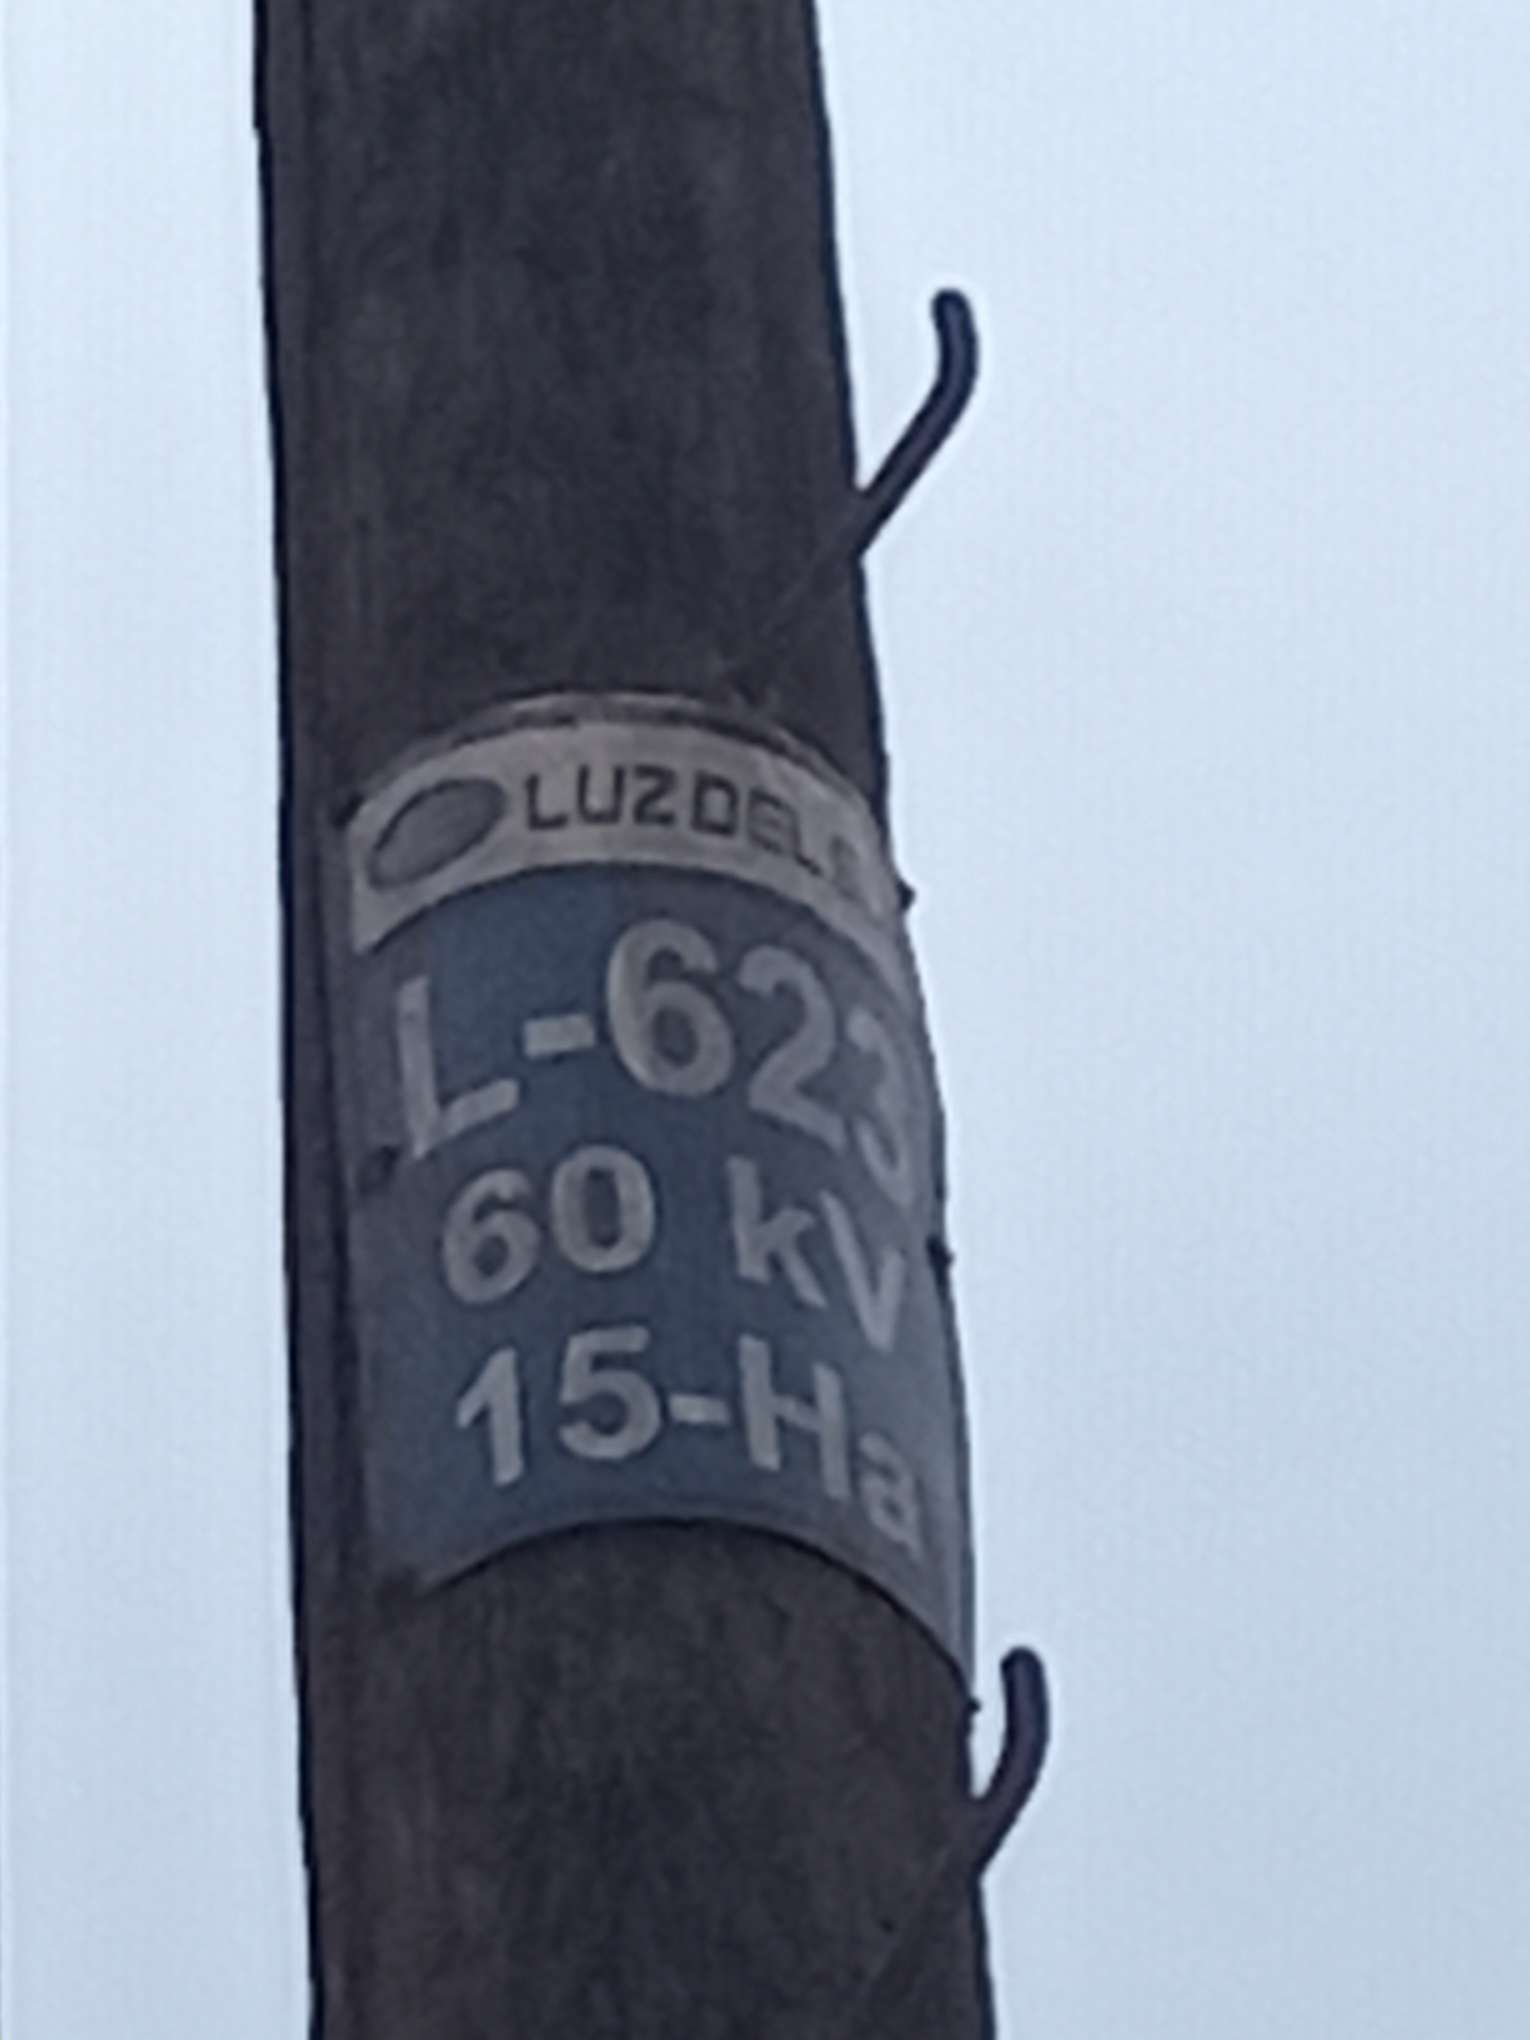 LUZ DEL S
L-623
60 kV
15-Ha